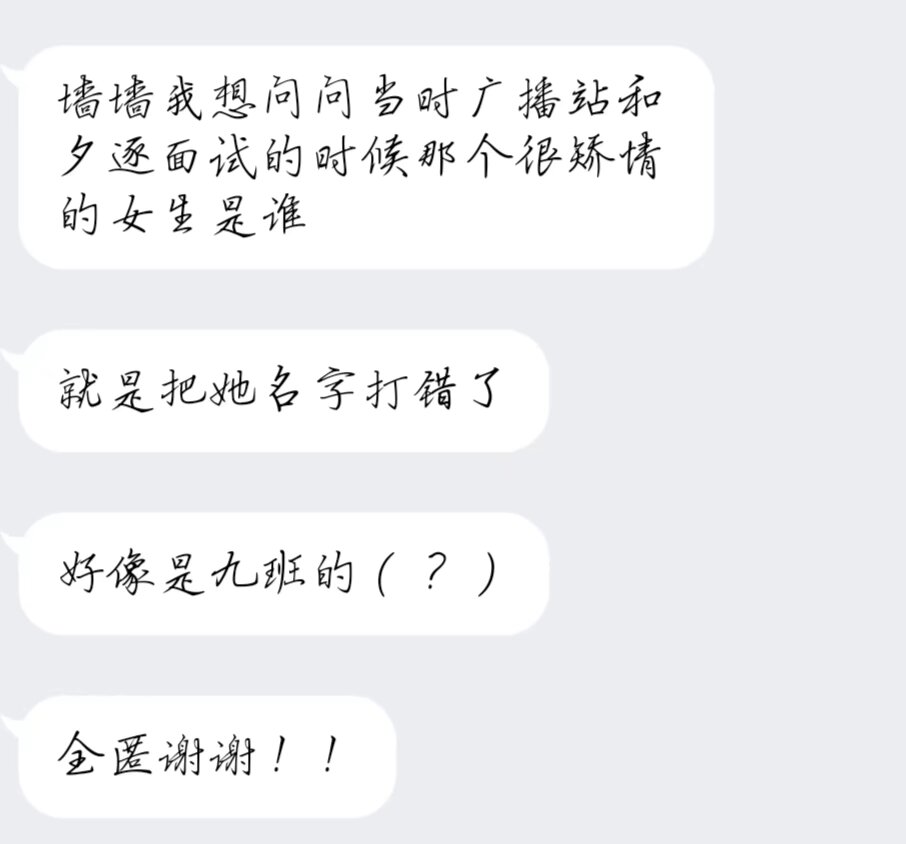 墙墙我想问问当时广播站和
夕逐面试的时候那个很矫情
的女生是谁
就是把她名字打错了
好像是九班的(？)
全匿谢谢！！